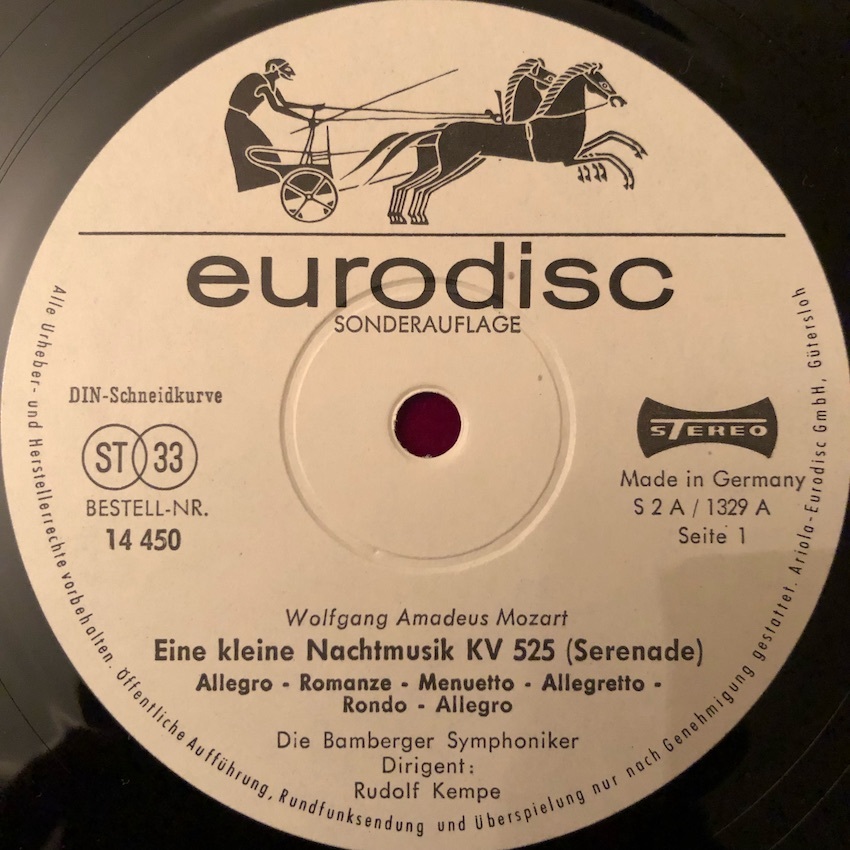 eurodisc
SONDERAUFLAGE
DIN-Schneidkurve
ST 33
BESTELL-NR.
14 450
STEREO
Made in Germany
S 2 A / 1329 A
Seite 1
Wolfgang Amadeus Mozart
Eine kleine Nachtmusik KV 525 (Serenade)
Allegro - Romanze - Menuetto - Allegretto -
Rondo - Allegro
Die Bamberger Symphoniker
Dirigent:
Rudolf Kempe
Alle Urheber- und Herstellerrechte vorbehalten. Öffentliche Aufführung, Rundfunksendung und Überspielung nur nach Genehmigung gestattet. Ariola-Eurodisc GmbH, Gütersloh